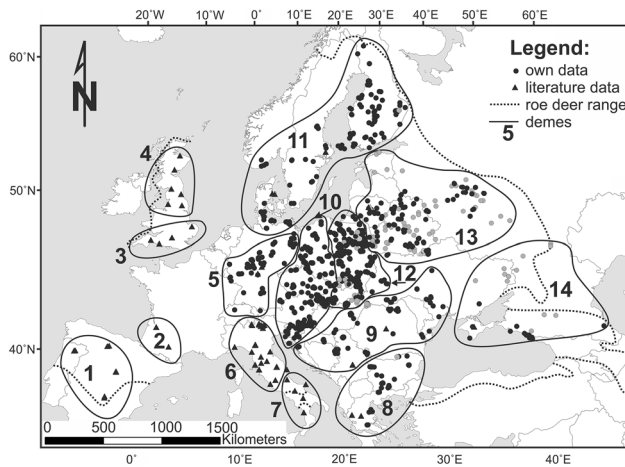 20°W 10°W 0° 10°E 20°E 30°E 40°E 50°E 60°E
60°N
50°N
40°N
N
Legend:
own data
literature data
roe deer range
5 demes
4
11
10
3
13
5
12
14
2
9
6
1
7
8
0 500 1000 1500
Kilometers
0° 10°E 20°E 30°E 40°E